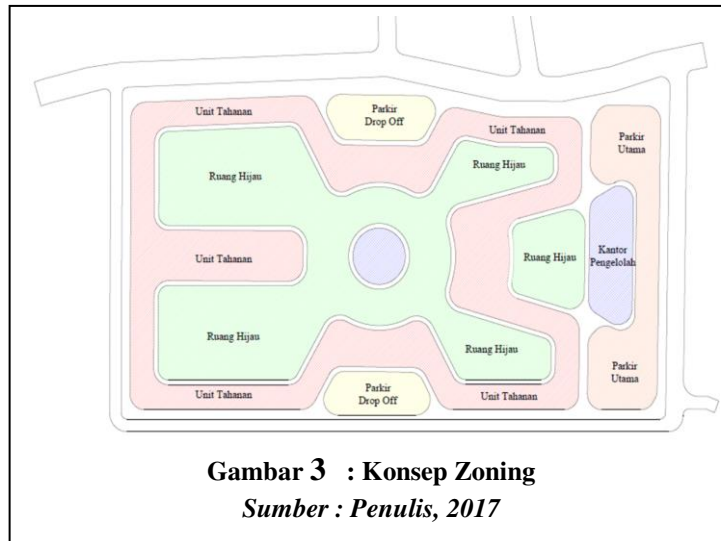 Unit Tahanan
Parkir
Drop Off
Unit Tahanan
Parkir
Utama
Ruang Hijau
Ruang Hijau
Unit Tahanan
Ruang Hijau
Kantor
Pengelolah
Ruang Hijau
Ruang Hijau
Parkir
Utama
Unit Tahanan
Parkir
Drop Off
Unit Tahanan
Gambar 3 : Konsep Zoning
Sumber : Penulis, 2017